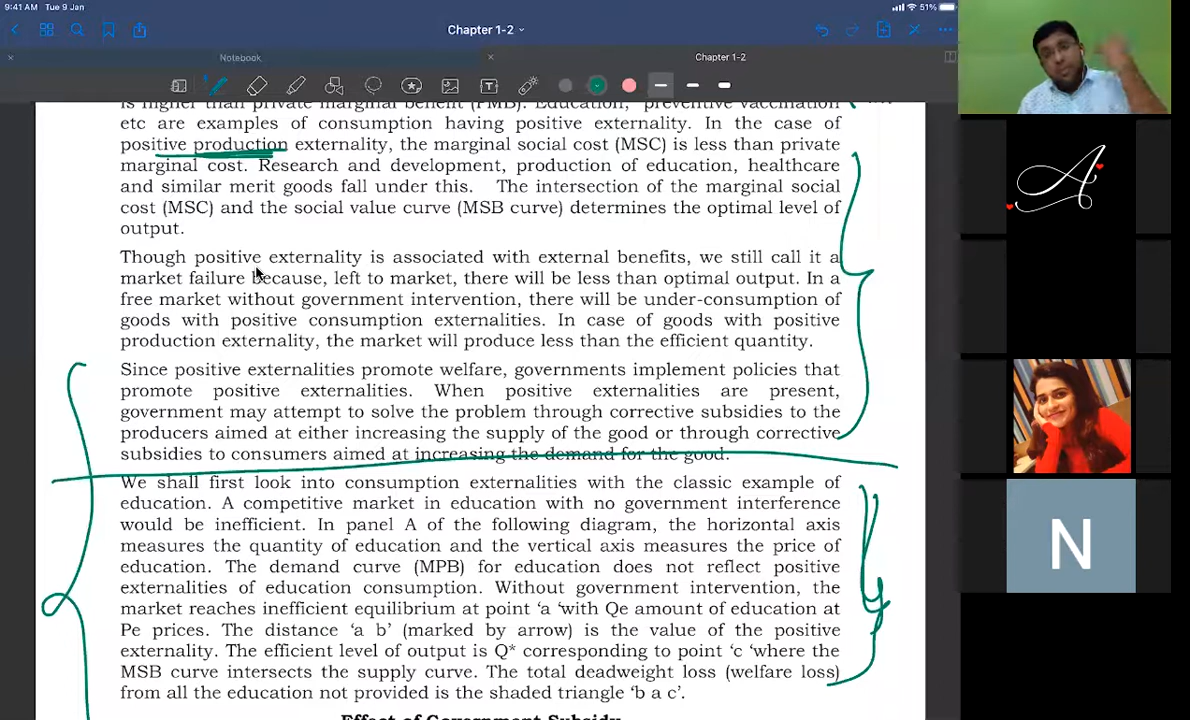 9:41 AM Tue 9 Jan
51%
Chapter 1-2
Notebook
Chapter 1-2
is higher than private marginal benefit (PMB). Education, preventive vaccination
etc are examples of consumption having positive externality. In the case of
positive production externality, the marginal social cost (MSC) is less than private
marginal cost. Research and development, production of education, healthcare
and similar merit goods fall under this. The intersection of the marginal social
cost (MSC) and the social value curve (MSB curve) determines the optimal level of
output.
Though positive externality is associated with external benefits, we still call it a
market failure because, left to market, there will be less than optimal output. In a
free market without government intervention, there will be under-consumption of
goods with positive consumption externalities. In case of goods with positive
production externality, the market will produce less than the efficient quantity.
Since positive externalities promote welfare, governments implement policies that
promote positive externalities. When positive externalities are present,
government may attempt to solve the problem through corrective subsidies to the
producers aimed at either increasing the supply of the good or through corrective
subsidies to consumers aimed at increasing the demand for the good.
We shall first look into consumption externalities with the classic example of
education. A competitive market in education with no government interference
would be inefficient. In panel A of the following diagram, the horizontal axis
measures the quantity of education and the vertical axis measures the price of
education. The demand curve (MPB) for education does not reflect positive
externalities of education consumption. Without government intervention, the
market reaches inefficient equilibrium at point ‘a ‘with Qe amount of education at
Pe prices. The distance ‘a b’ (marked by arrow) is the value of the positive
externality. The efficient level of output is Q* corresponding to point ‘c ‘where the
MSB curve intersects the supply curve. The total deadweight loss (welfare loss)
from all the education not provided is the shaded triangle ‘b a c’.
Effect of Government Subsidy
A
N